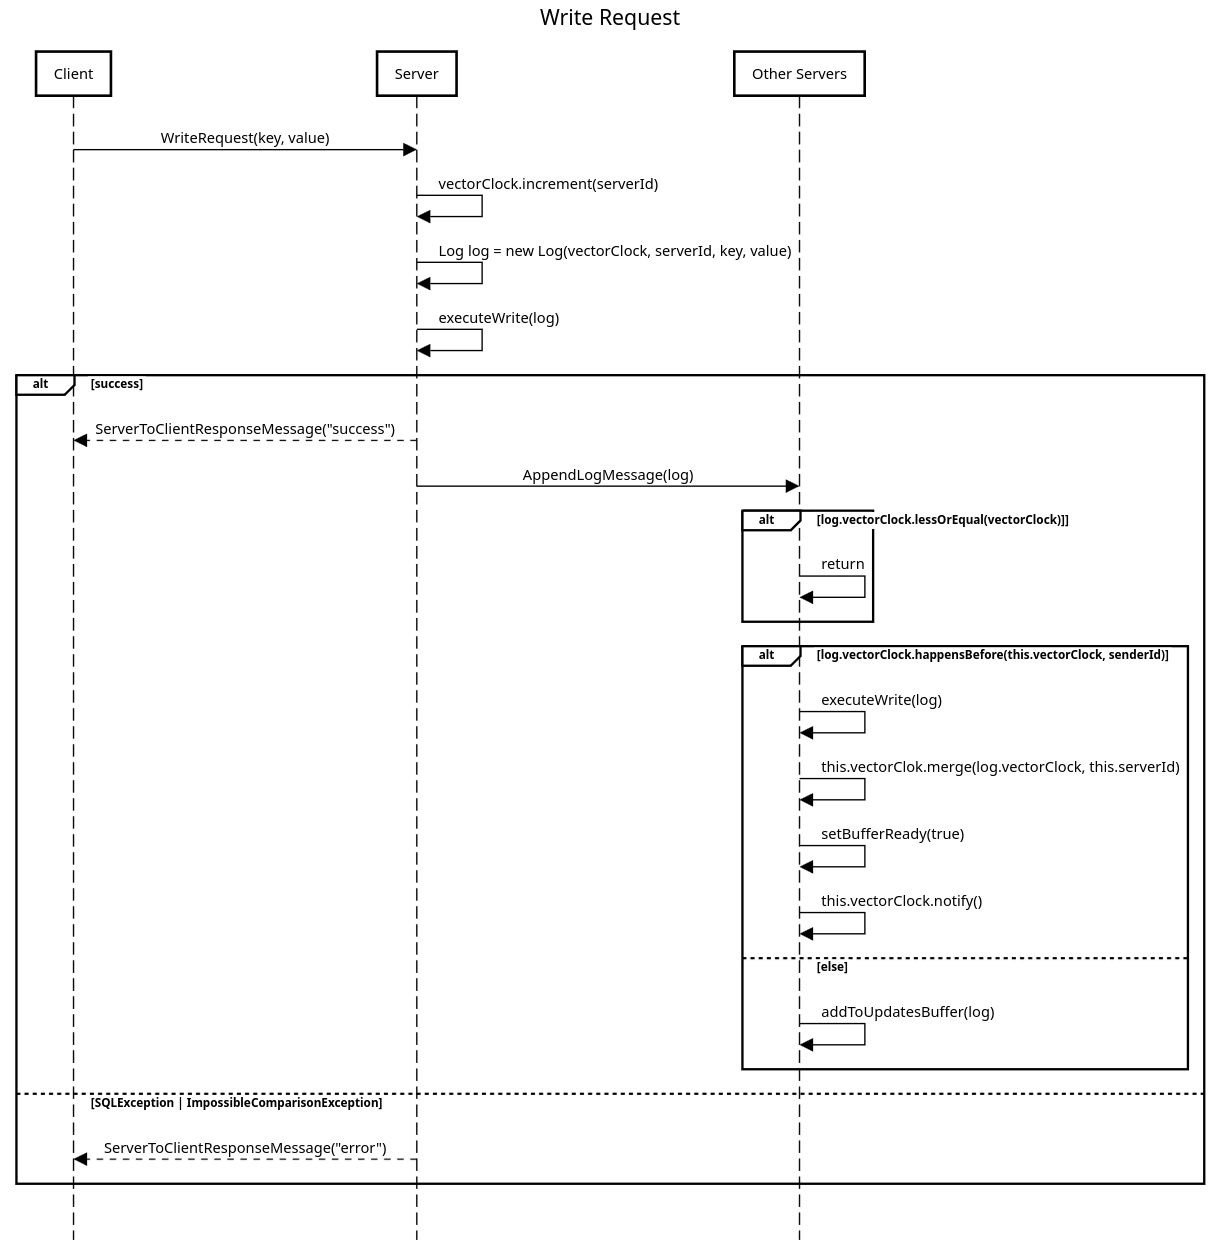 Write Request
Client
Server
Other Servers
WriteRequest(key, value)
vectorClock.increment(serverId)
Log log = new Log(vectorClock, serverId, key, value)
executeWrite(log)
alt
[success]
ServerToClientResponseMessage("success")
AppendLogMessage(log)
alt
[log.vectorClock.lessOrEqual(vectorClock)]]
return
alt
[log.vectorClock.happensBefore(this.vectorClock, senderId)]
executeWrite(log)
this.vectorClok.merge(log.vectorClock, this.serverId)
setBufferReady(true)
this.vectorClock.notify()
[else]
addToUpdatesBuffer(log)
[SQLException | ImpossibleComparisonException]
ServerToClientResponseMessage("error")